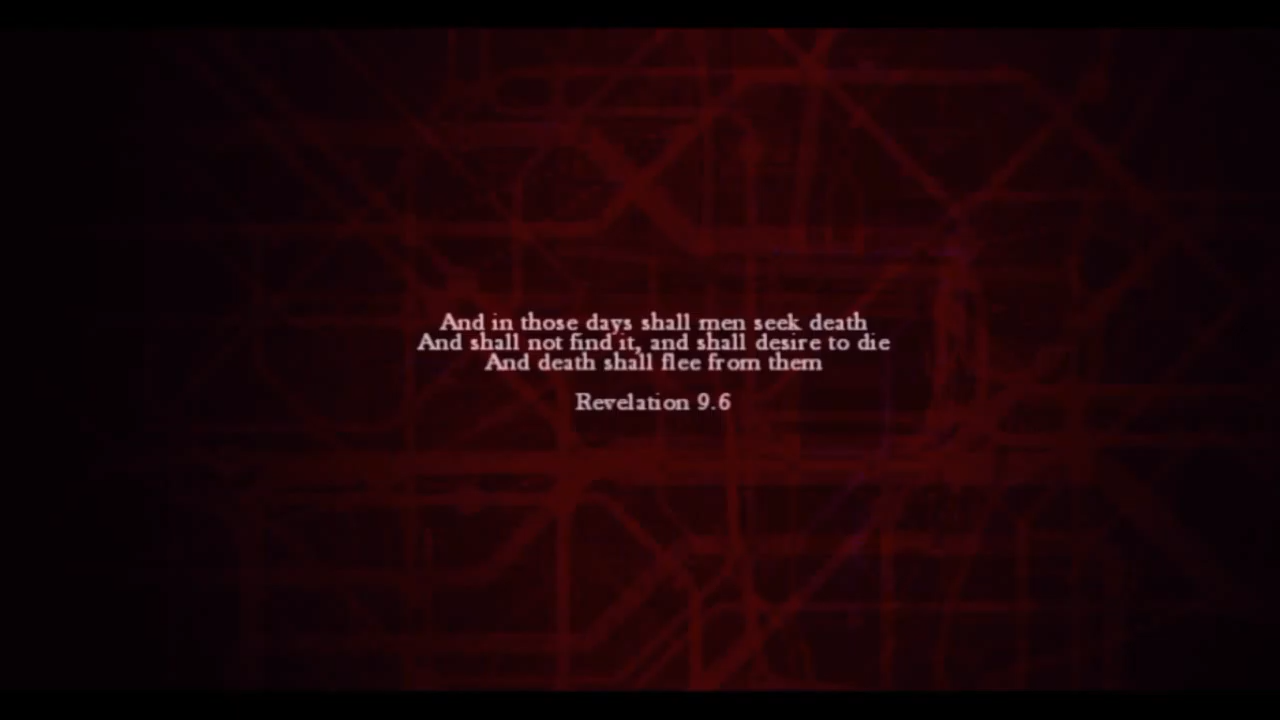 And in those days shall men seek death
And shall not find it, and shall desire to die
And death shall flee from them
Revelation 9.6